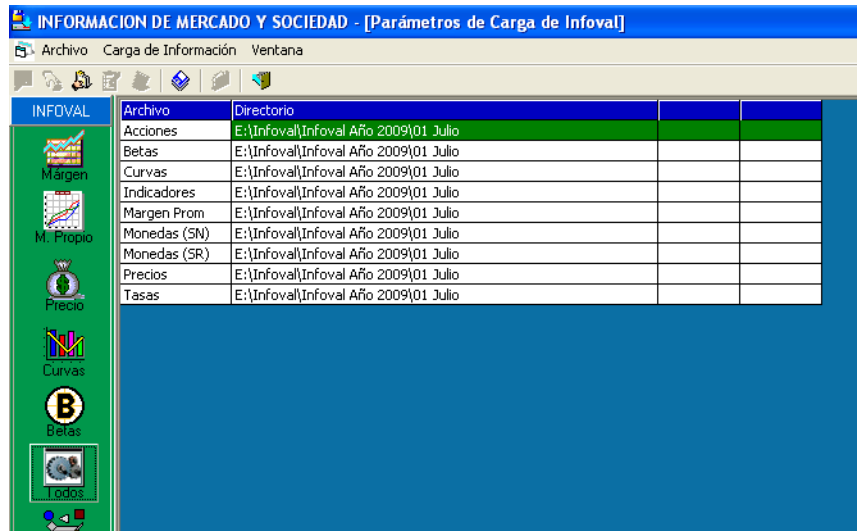 INFORMACION DE MERCADO Y SOCIEDAD - [Parámetros de Carga de Infoval]
Archivo Carga de Información Ventana
INFOVAL
Márgen
M. Propio
Precio
Curvas
B
Betas
Todos
Archivo Directorio
Acciones E:\Infoval\Infoval Año 2009\01 Julio
Betas E:\Infoval\Infoval Año 2009\01 Julio
Curvas E:\Infoval\Infoval Año 2009\01 Julio
Indicadores E:\Infoval\Infoval Año 2009\01 Julio
Margen Prom E:\Infoval\Infoval Año 2009\01 Julio
Monedas (SN) E:\Infoval\Infoval Año 2009\01 Julio
Monedas (SR) E:\Infoval\Infoval Año 2009\01 Julio
Precios E:\Infoval\Infoval Año 2009\01 Julio
Tasas E:\Infoval\Infoval Año 2009\01 Julio